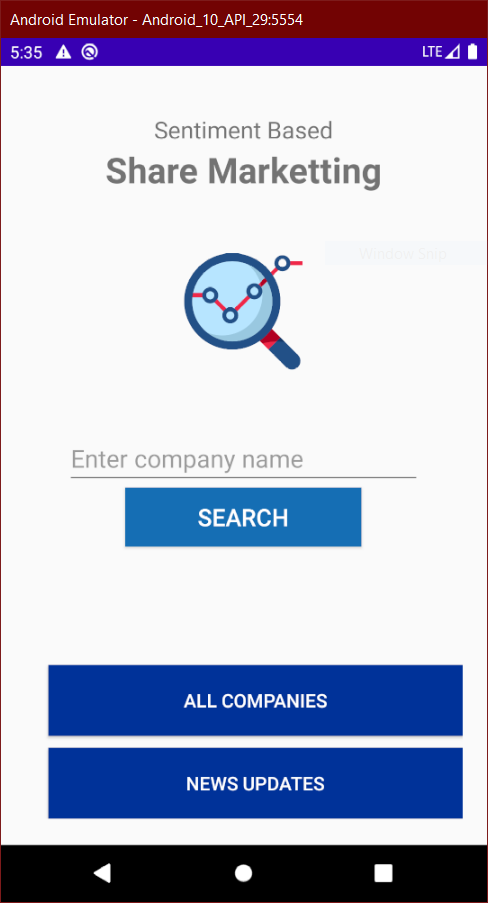 Android Emulator - Android_10_API_29:5554
5:35 LTE
Sentiment Based
Share Marketting
Window Snip
Enter company name
SEARCH
ALL COMPANIES
NEWS UPDATES